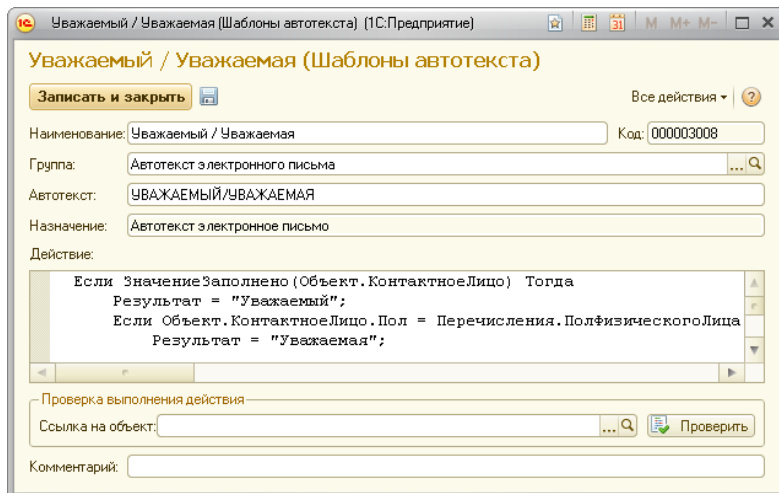 Уважаемый / Уважаемая (Шаблоны автотекста) (1С:Предприятие) 31 M M+ M-
Уважаемый / Уважаемая (Шаблоны автотекста)
Записать и закрыть Все действия ?
Наименование: Уважаемый / Уважаемая Код: 000003008
Группа: Автотекст электронного письма ...
Автотекст: УВАЖАЕМЫЙ/УВАЖАЕМАЯ
Назначение: Автотекст электронное письмо
Действие:
Если ЗначениеЗаполнено(Объект.КонтактноеЛицо) Тогда
Результат = "Уважаемый";
Если Объект.КонтактноеЛицо.Пол = Перечисления.ПолФизическогоЛица
Результат = "Уважаемая";
Проверка выполнения действия
Ссылка на объект: ... Проверить
Комментарий: